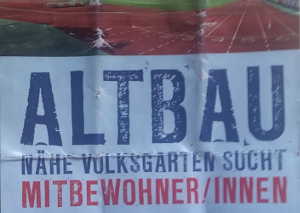 ALTBAU
NÄHE VOLKSGARTEN SUCHT
MITBEWOHNER/INNEN